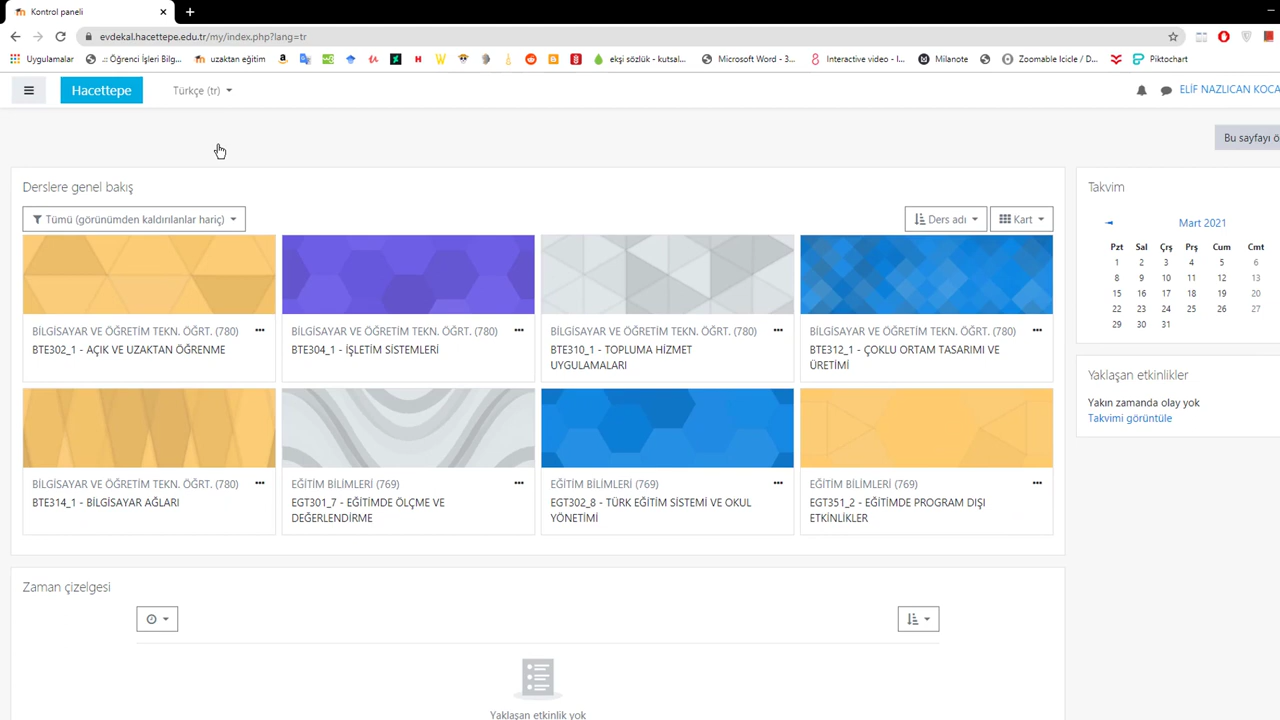 Kontrol paneli
evdekal.hacettepe.edu.tr/my/index.php?lang=tr
Uygulamalar
.:: Öğrenci İşleri Bilg...
uzaktan eğitim
ekşi sözlük - kutsal...
Microsoft Word - 3...
Interactive video - I...
Milanote
Zoomable Icicle / D...
Piktochart
Hacettepe
Türkçe (tr)
ELİF NAZLICAN KOCA
Bu sayfayı ö
Derslere genel bakış
Tümü (görünümden kaldırılanlar hariç)
Ders adı
Kart
BİLGİSAYAR VE ÖĞRETİM TEKN. ÖĞRT. (780)
BTE302_1 - AÇIK VE UZAKTAN ÖĞRENME
BİLGİSAYAR VE ÖĞRETİM TEKN. ÖĞRT. (780)
BTE304_1 - İŞLETİM SİSTEMLERİ
BİLGİSAYAR VE ÖĞRETİM TEKN. ÖĞRT. (780)
BTE310_1 - TOPLUMA HİZMET
UYGULAMALARI
BİLGİSAYAR VE ÖĞRETİM TEKN. ÖĞRT. (780)
BTE312_1 - ÇOKLU ORTAM TASARIMI VE
ÜRETİMİ
BİLGİSAYAR VE ÖĞRETİM TEKN. ÖĞRT. (780)
BTE314_1 - BİLGİSAYAR AĞLARI
EĞİTİM BİLİMLERİ (769)
EGT301_7 - EĞİTİMDE ÖLÇME VE
DEĞERLENDİRME
EĞİTİM BİLİMLERİ (769)
EGT302_8 - TÜRK EĞİTİM SİSTEMİ VE OKUL
YÖNETİMİ
EĞİTİM BİLİMLERİ (769)
EGT351_2 - EĞİTİMDE PROGRAM DIŞI
ETKİNLİKLER
Zaman çizelgesi
Yaklaşan etkinlik yok
Takvim
Mart 2021
Pzt Sal Çrş Prş Cum Cmt
1 2 3 4 5 6
8 9 10 11 12 13
15 16 17 18 19 20
22 23 24 25 26 27
29 30 31
Yaklaşan etkinlikler
Yakın zamanda olay yok
Takvimi görüntüle